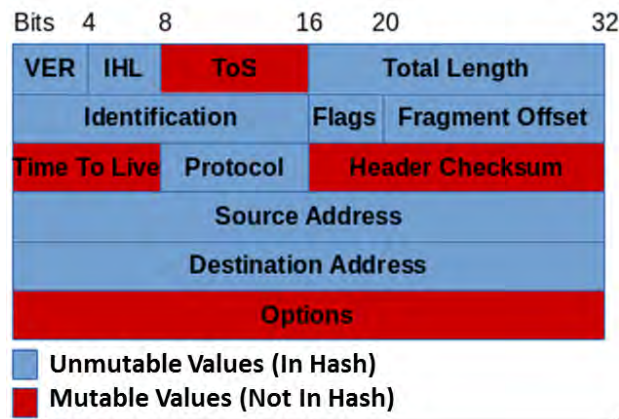 Bits 4 8 16 20 32
VER IHL ToS Total Length
Identification Flags Fragment Offset
Time To Live Protocol Header Checksum
Source Address
Destination Address
Options
Unmutable Values (In Hash)
Mutable Values (Not In Hash)